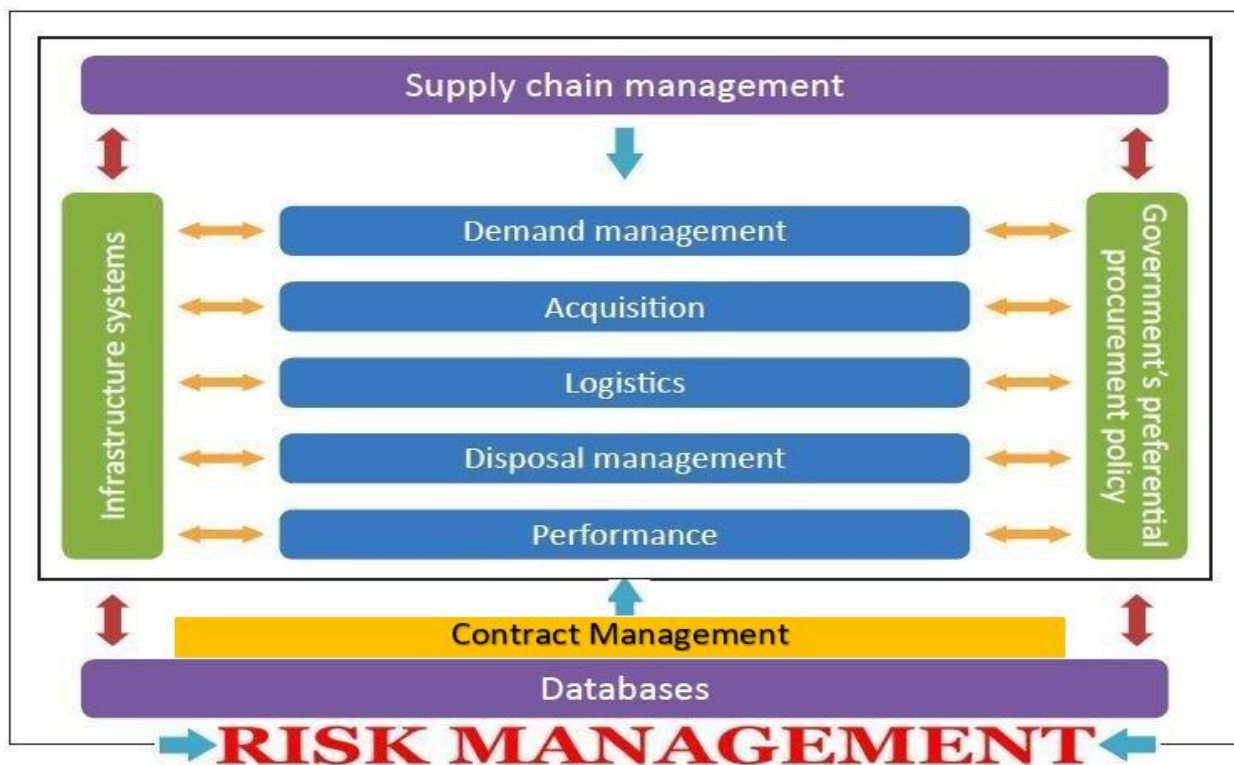 Supply chain management
Infrastructure systems
Demand management
Acquisition
Logistics
Disposal management
Performance
Government's preferential
procurement policy
Contract Management
Databases
RISK MANAGEMENT